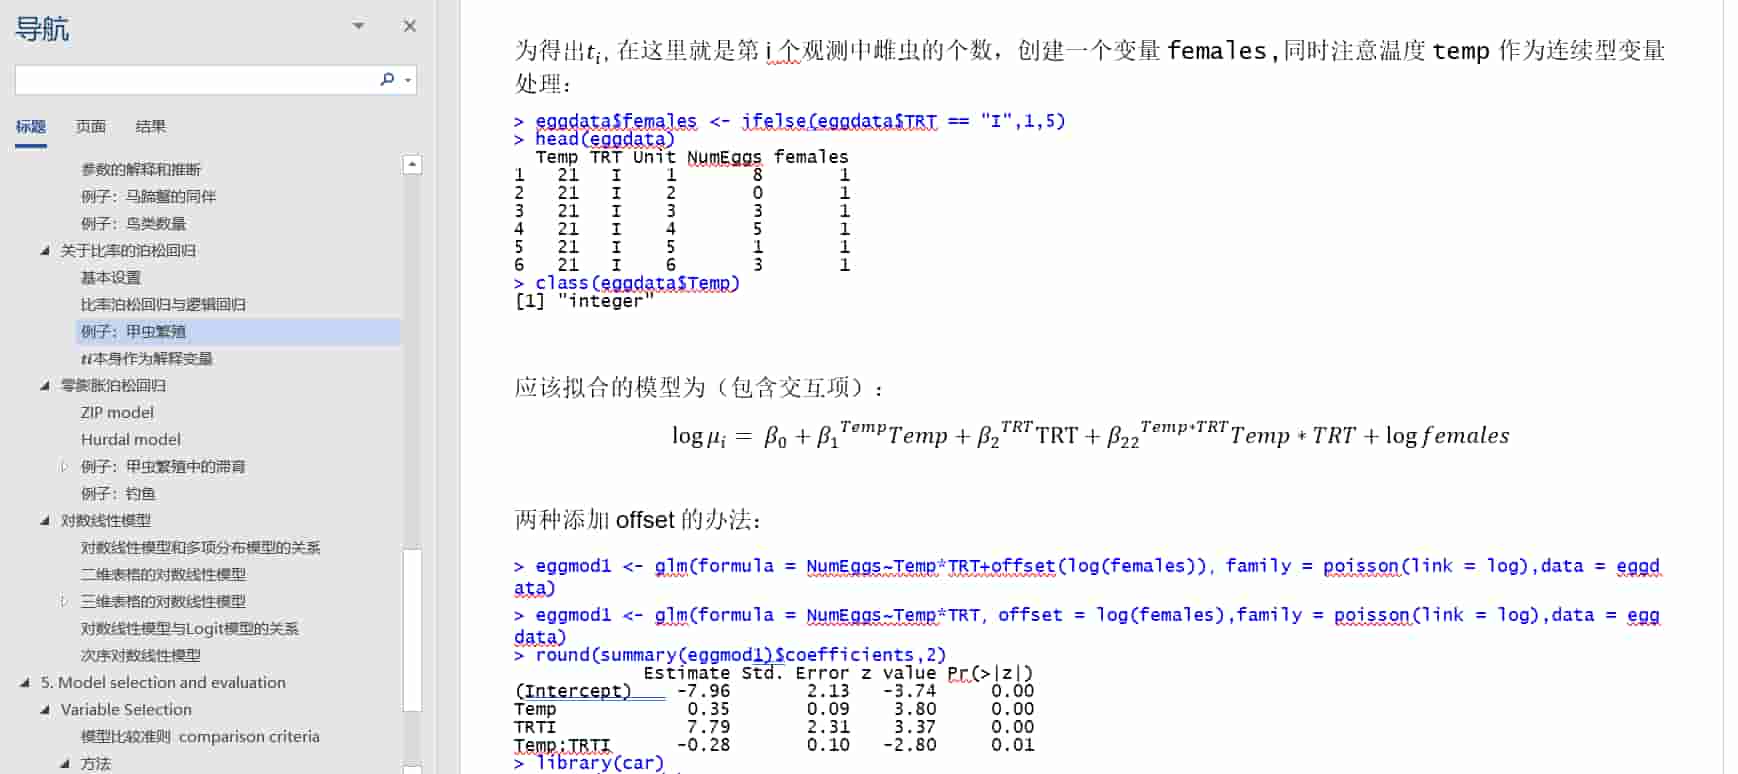 导航
标题 页面 结果
参数的解释和推断
例子：马蹄蟹的同伴
例子：鸟类数量
关于比率的泊松回归
基本设置
比率泊松回归与逻辑回归
例子：甲虫繁殖
ti本身作为解释变量
零膨胀泊松回归
ZIP model
Hurdal model
例子：甲虫繁殖中的滞育
例子：钓鱼
对数线性模型
对数线性模型和多项分布模型的关系
二维表格的对数线性模型
三维表格的对数线性模型
对数线性模型与Logit模型的关系
次序对数线性模型
5. Model selection and evaluation
Variable Selection
模型比较准则 comparison criteria
方法
为得出tᵢ, 在这里就是第 i 个观测中雌虫的个数，创建一个变量 females,同时注意温度 temp 作为连续型变量
处理：
> eggdata$females <- ifelse(eggdata$TRT == "I",1,5)
> head(eggdata)
Temp TRT Unit NumEggs females
1 21 I 1 8 1
2 21 I 2 0 1
3 21 I 3 3 1
4 21 I 4 5 1
5 21 I 5 1 1
6 21 I 6 3 1
> class(eggdata$Temp)
[1] "integer"
应该拟合的模型为（包含交互项）：
log μᵢ = β₀ + β₁^Temp Temp + β₂^TRT TRT + β₂₂^Temp*TRT Temp * TRT + log females
两种添加 offset 的办法：
> eggmod1 <- glm(formula = NumEggs~Temp*TRT+offset(log(females)), family = poisson(link = log),data = eggd
ata)
> eggmod1 <- glm(formula = NumEggs~Temp*TRT, offset = log(females),family = poisson(link = log),data = egg
data)
> round(summary(eggmod1)$coefficients,2)
Estimate Std. Error z value Pr(>|z|)
(Intercept) -7.96 2.13 -3.74 0.00
Temp 0.35 0.09 3.80 0.00
TRTI 7.79 2.31 3.37 0.00
Temp:TRTI -0.28 0.10 -2.80 0.01
> library(car)